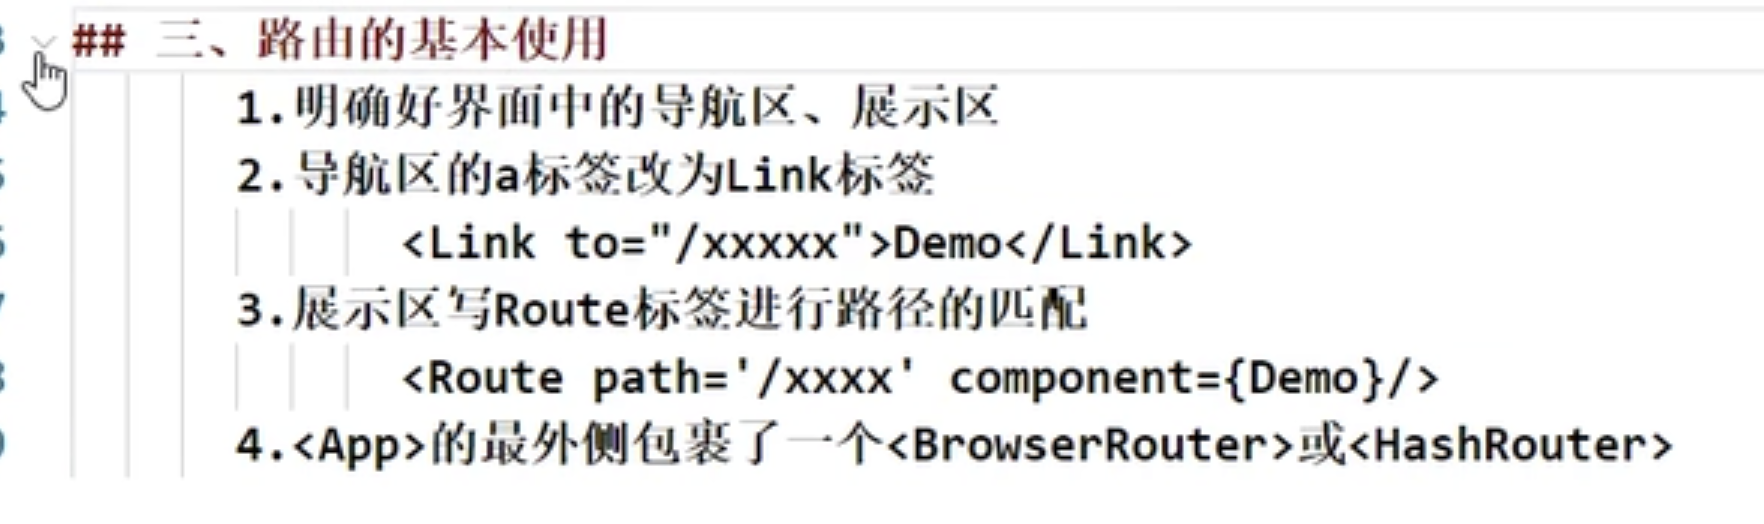 ## 三、路由的基本使用
1.明确好界面中的导航区、展示区
2.导航区的a标签改为Link标签
<Link to="/xxxxx">Demo</Link>
3.展示区写Route标签进行路径的匹配
<Route path='/xxxx' component={Demo}/>
4.<App>的最外侧包裹了一个<BrowserRouter>或<HashRouter>